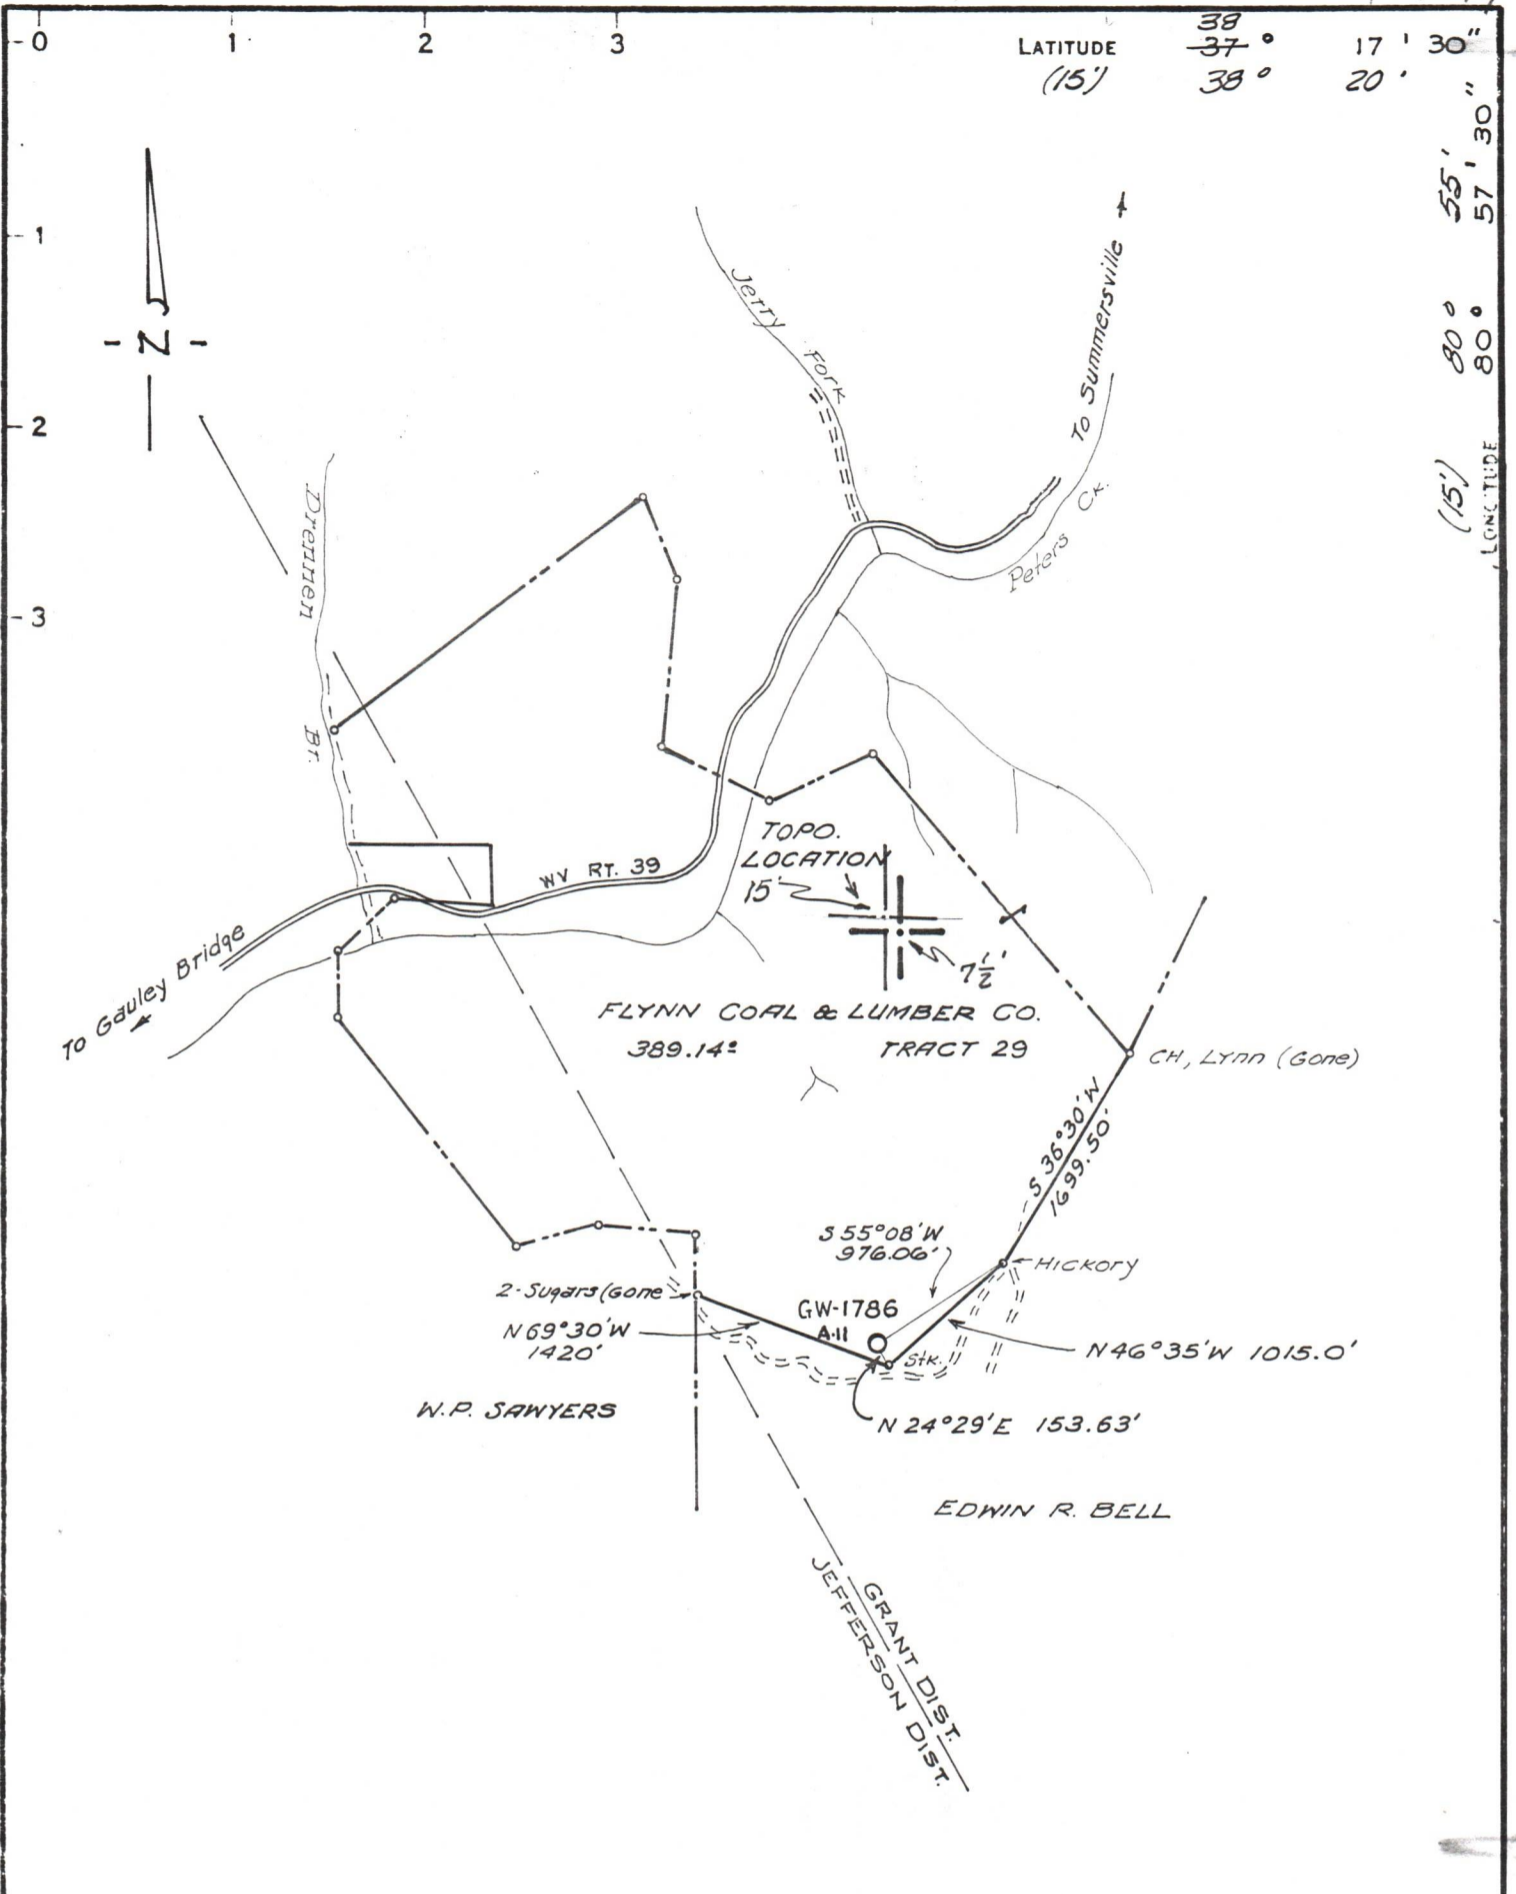 0
1
2
3
38
LATITUDE 37° 17' 30"
(15') 38° 20'
LONGITUDE 80° 57' 30"
(15') 80° 55'
1
2
3
N
Jerry Fork
To Summersville
Peters Ck.
Drennen Br.
WV RT. 39
To Gauley Bridge
TOPO.
LOCATION
15'
7 1/2'
FLYNN COAL & LUMBER CO.
389.14±
TRACT 29
CH, Lynn (Gone)
S 36°30'W
1699.50'
S 55°08'W
976.06'
HICKORY
2-Sugars (Gone
GW-1786
A-11
N 69°30'W
1420'
Stk.
N 46°35'W 1015.0'
N 24°29'E 153.63'
W.P. SAWYERS
EDWIN R. BELL
GRANT DIST.
JEFFERSON DIST.